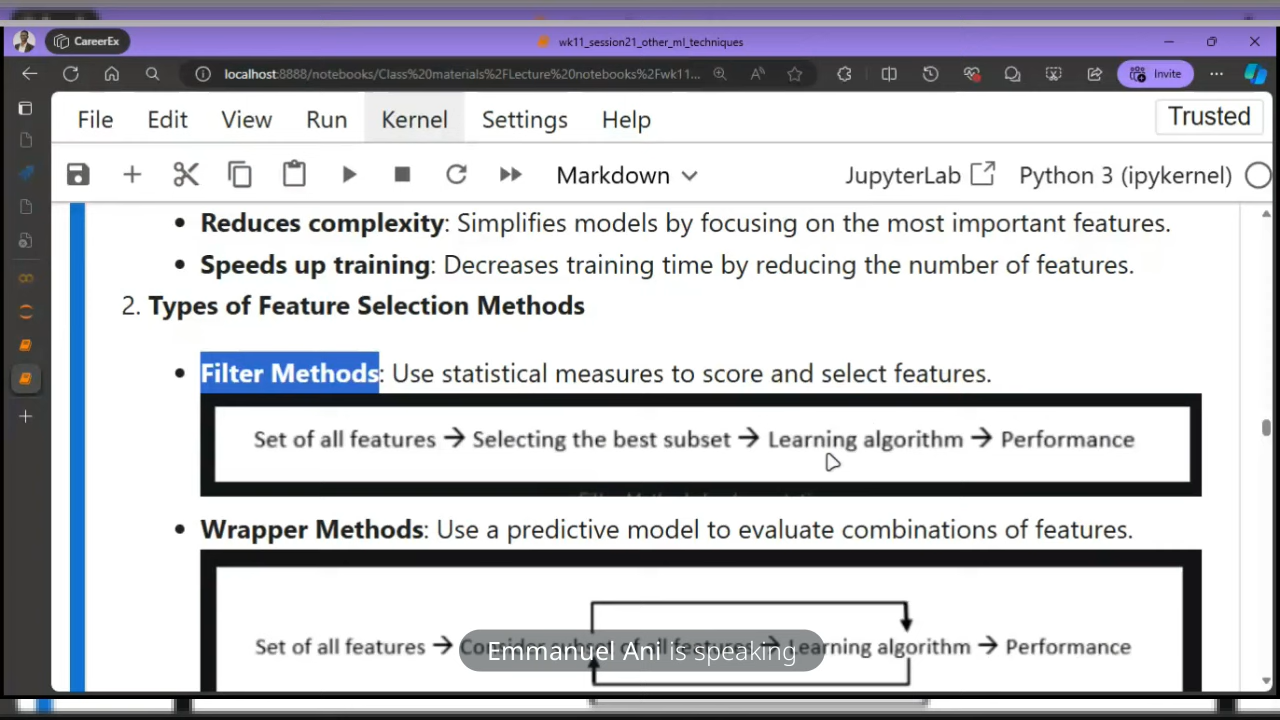 CareerEx
wk11_session21_other_ml_techniques
localhost:8888/notebooks/Class%20materials%2FLecture%20notebooks%2Fwk11...
Invite
File Edit View Run Kernel Settings Help
Trusted
Markdown
JupyterLab
Python 3 (ipykernel)
• Reduces complexity: Simplifies models by focusing on the most important features.
• Speeds up training: Decreases training time by reducing the number of features.
2. Types of Feature Selection Methods
• Filter Methods: Use statistical measures to score and select features.
Set of all features → Selecting the best subset → Learning algorithm → Performance
• Wrapper Methods: Use a predictive model to evaluate combinations of features.
Set of all features → Consider subset of all features → Learning algorithm → Performance
Emmanuel Ani is speaking